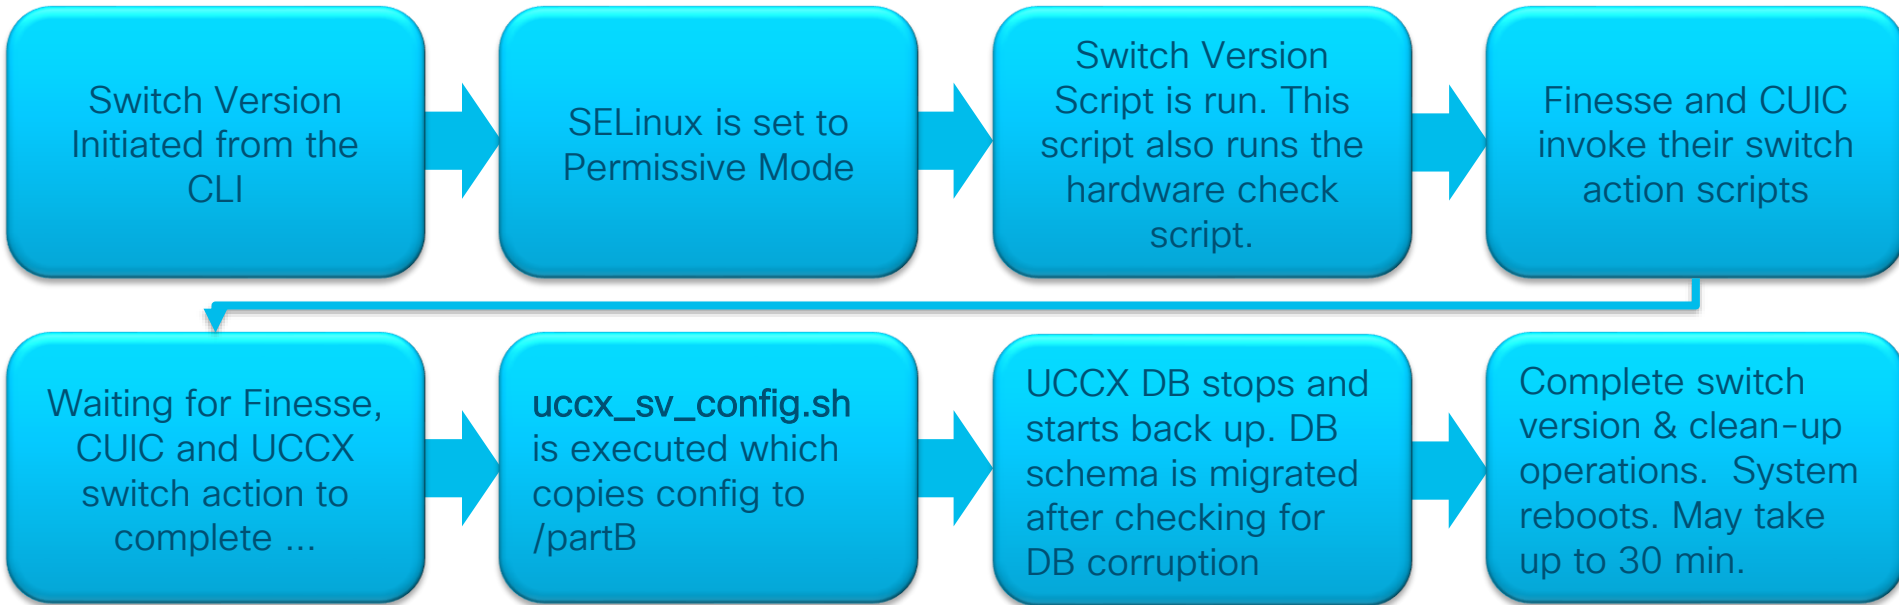 Switch Version
Initiated from the
CLI
SELinux is set to
Permissive Mode
Switch Version
Script is run. This
script also runs the
hardware check
script.
Finesse and CUIC
invoke their switch
action scripts
Waiting for Finesse,
CUIC and UCCX
switch action to
complete ...
uccx_sv_config.sh
is executed which
copies config to
/partB
UCCX DB stops and
starts back up. DB
schema is migrated
after checking for
DB corruption
Complete switch
version & clean-up
operations. System
reboots. May take
up to 30 min.